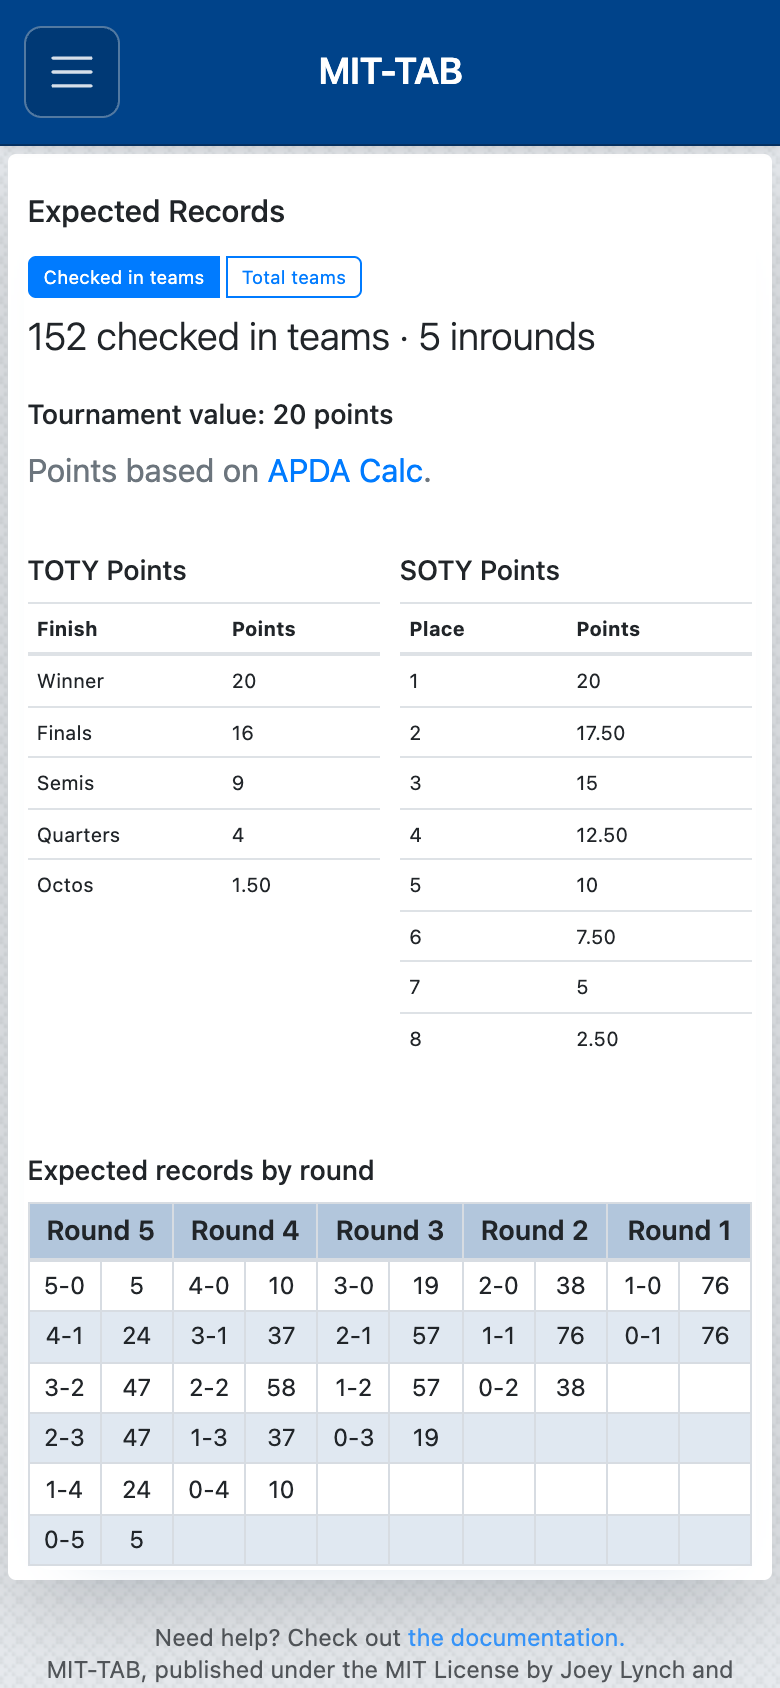 MIT-TAB
Expected Records
Checked in teams Total teams
152 checked in teams · 5 inrounds
Tournament value: 20 points
Points based on APDA Calc.
TOTY Points
Finish Points
Winner 20
Finals 16
Semis 9
Quarters 4
Octos 1.50
SOTY Points
Place Points
1 20
2 17.50
3 15
4 12.50
5 10
6 7.50
7 5
8 2.50
Expected records by round
Round 5 Round 4 Round 3 Round 2 Round 1
5-0 5 4-0 10 3-0 19 2-0 38 1-0 76
4-1 24 3-1 37 2-1 57 1-1 76 0-1 76
3-2 47 2-2 58 1-2 57 0-2 38
2-3 47 1-3 37 0-3 19
1-4 24 0-4 10
0-5 5
Need help? Check out the documentation.
MIT-TAB, published under the MIT License by Joey Lynch and